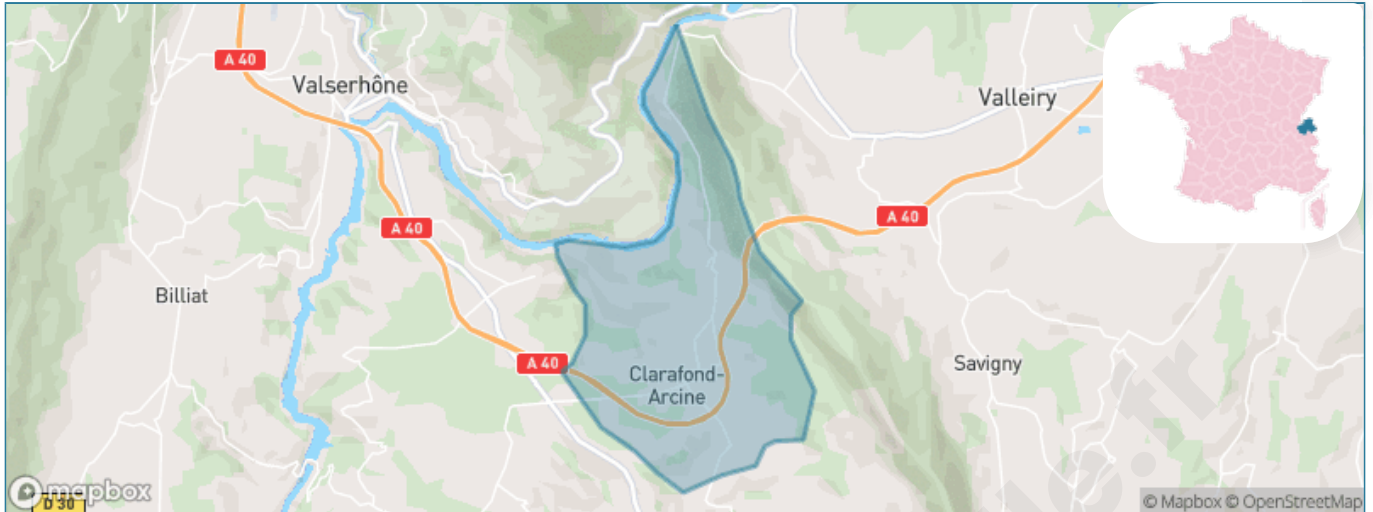 A 40
Valserhône
Valleiry
A 40
A 40
Billiat
A 40
Savigny
Clarafond-
Arcine
mapbox
D 30
© Mapbox © OpenStreetMap